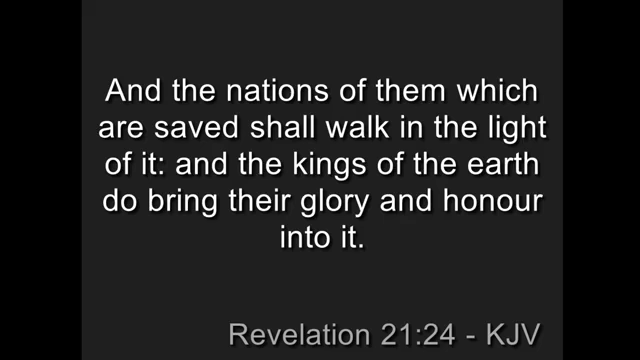 And the nations of them which
are saved shall walk in the light
of it: and the kings of the earth
do bring their glory and honour
into it.
Revelation 21:24 - KJV